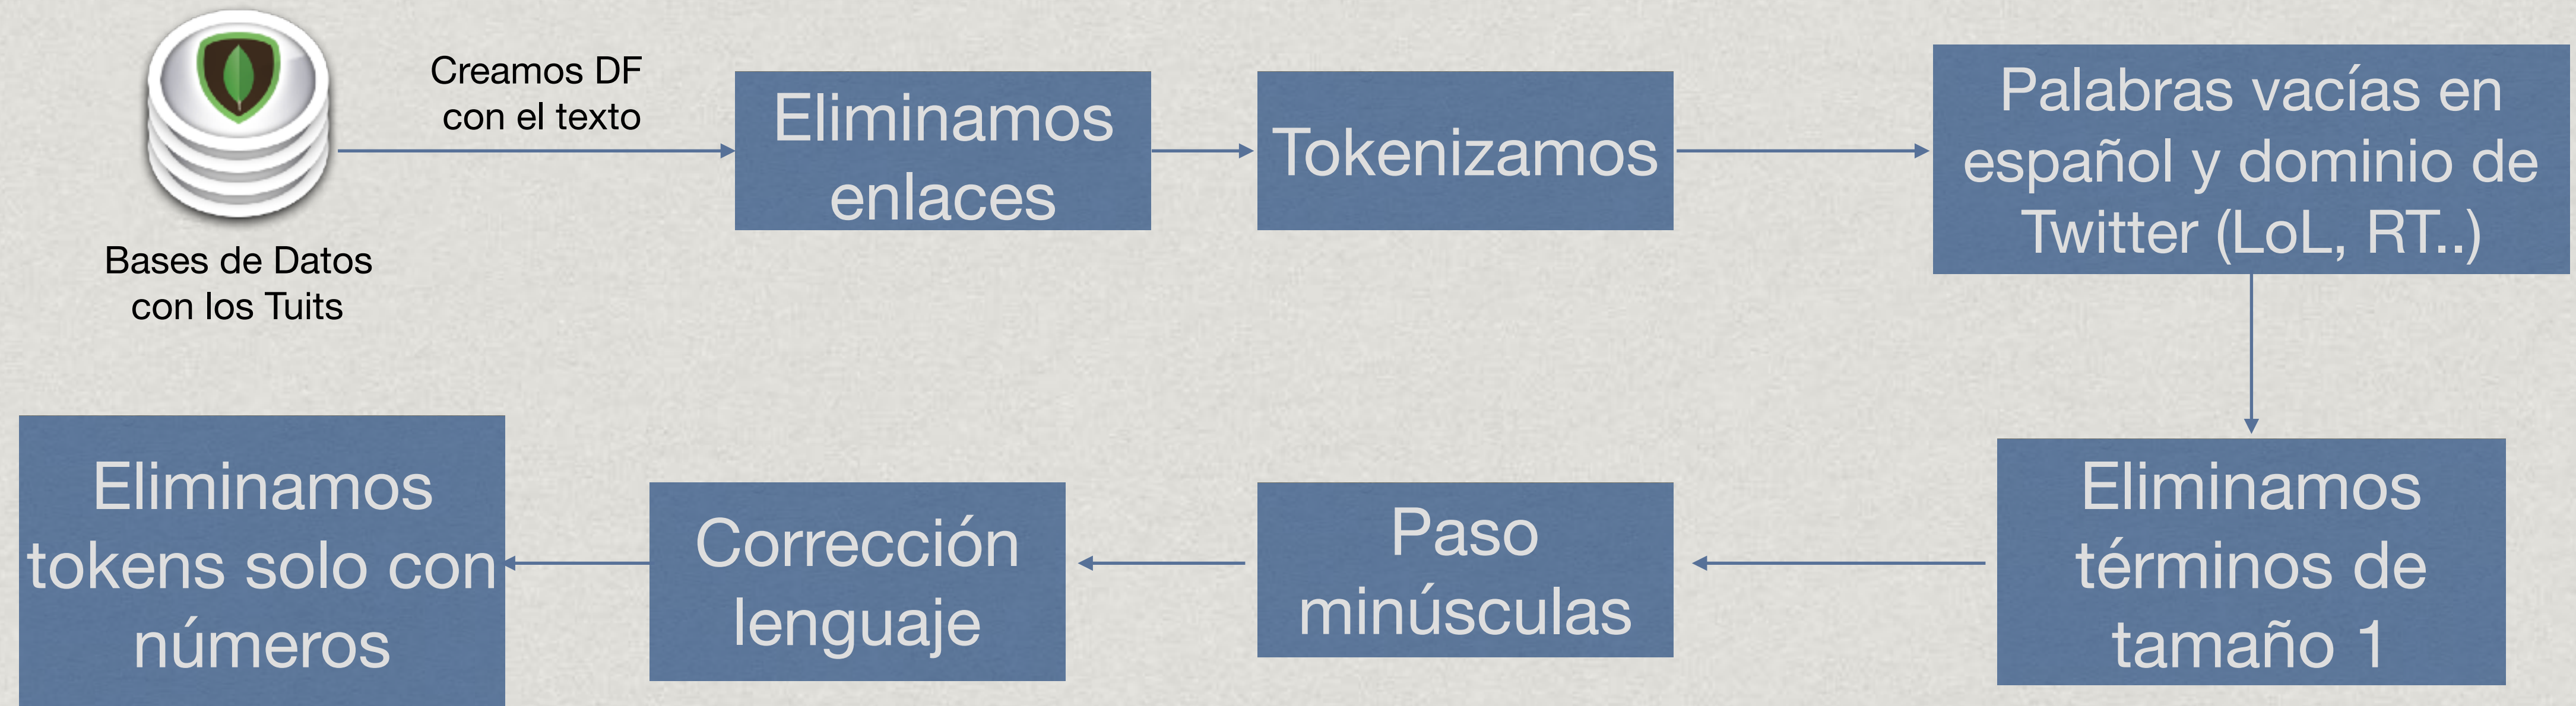 Creamos DF
con el texto
Bases de Datos
con los Tuits
Eliminamos
enlaces
Tokenizamos
Palabras vacías en
español y dominio de
Twitter (LoL, RT..)
Eliminamos
términos de
tamaño 1
Paso
minúsculas
Corrección
lenguaje
Eliminamos
tokens solo con
números